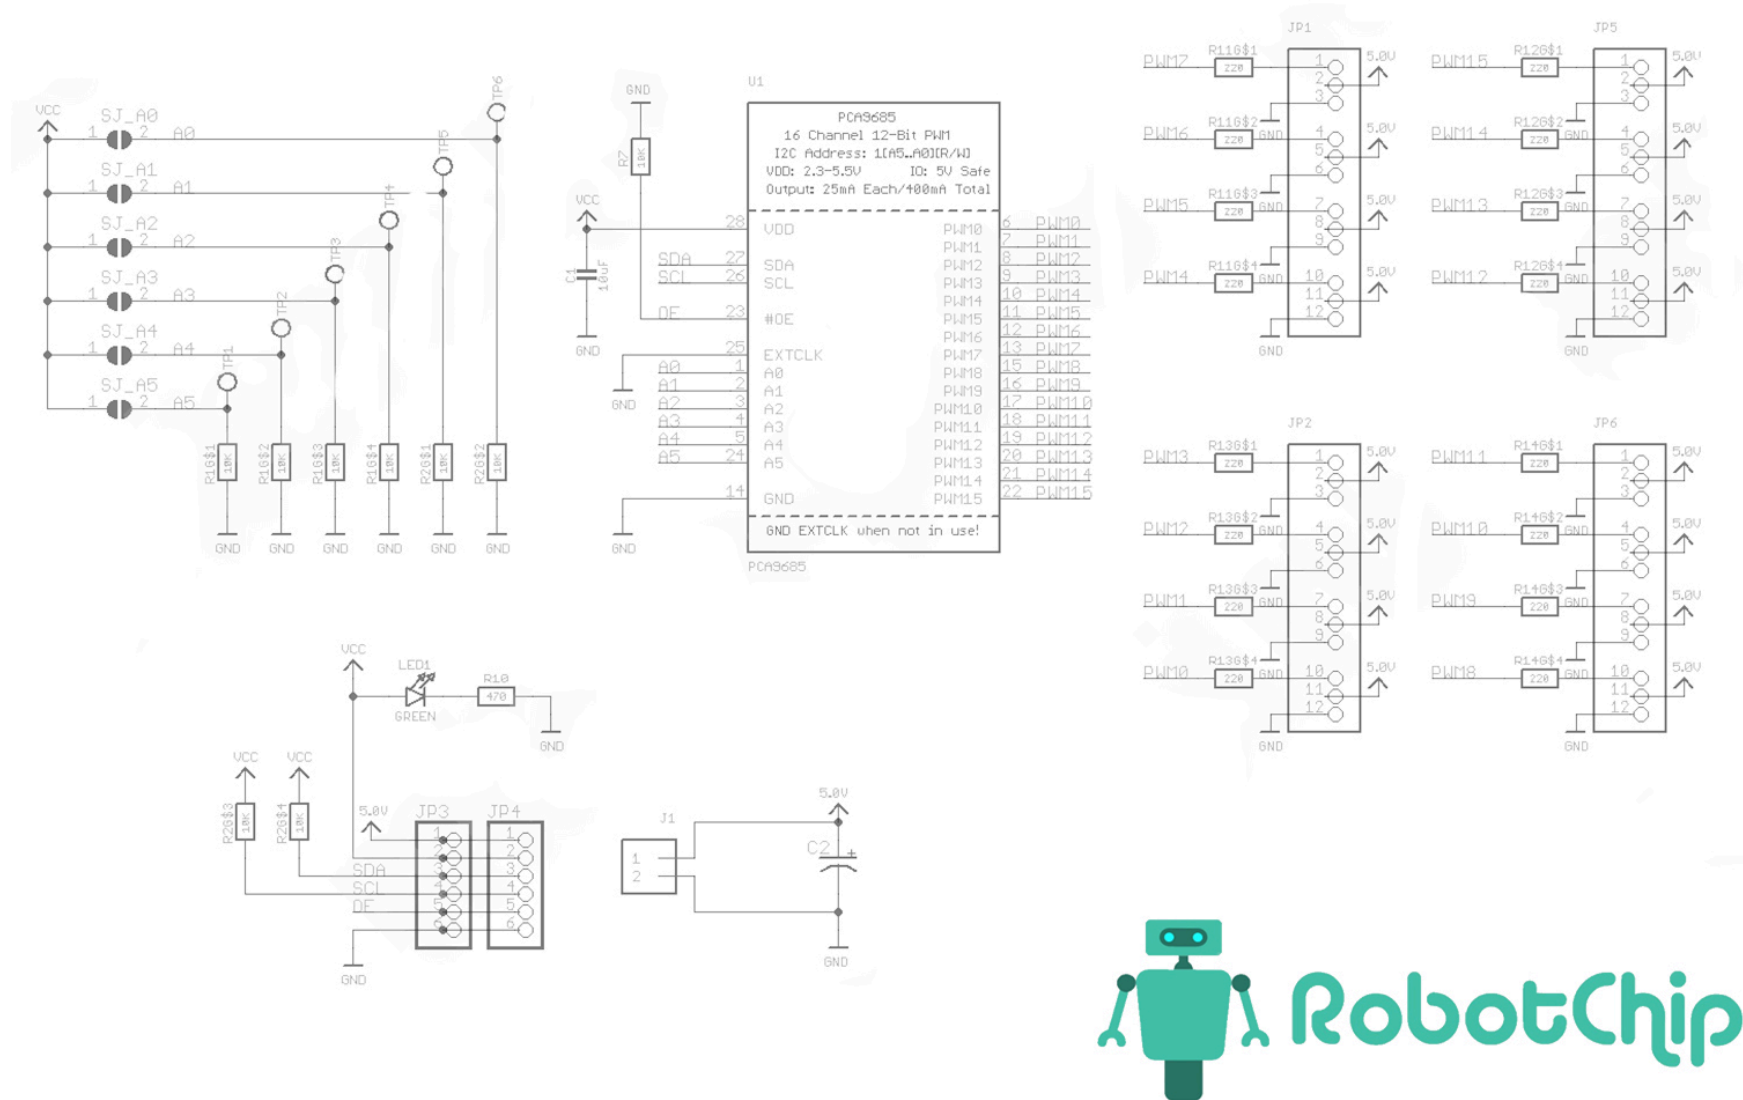 VCC
SJ_A0
1 2 A0
TP6
SJ_A1
1 2 A1
TP5
SJ_A2
1 2 A2
TP4
SJ_A3
1 2 A3
TP3
SJ_A4
1 2 A4
TP2
SJ_A5
1 2 A5
TP1
R1G$1 10K
R1G$2 10K
R1G$3 10K
R1G$4 10K
R2G$1 10K
R2G$2 10K
GND GND GND GND GND GND
GND
R7 10K
VCC
C1 10uF
GND
SDA
SCL
OE
GND
A0
A1
A2
A3
A4
A5
GND
U1
PCA9685
16 Channel 12-Bit PWM
I2C Address: 1[A5..A0][R/W]
VDD: 2.3-5.5V IO: 5V Safe
Output: 25mA Each/400mA Total
28 VDD
27 SDA
26 SCL
23 #OE
25 EXTCLK
1 A0
2 A1
3 A2
4 A3
5 A4
24 A5
14 GND
PWM0 6 PWM0
PWM1 7 PWM1
PWM2 8 PWM2
PWM3 9 PWM3
PWM4 10 PWM4
PWM5 11 PWM5
PWM6 12 PWM6
PWM7 13 PWM7
PWM8 15 PWM8
PWM9 16 PWM9
PWM10 17 PWM10
PWM11 18 PWM11
PWM12 19 PWM12
PWM13 20 PWM13
PWM14 21 PWM14
PWM15 22 PWM15
GND EXTCLK when not in use!
PCA9685
JP1
PWM7 R11G$1 220 1 5.0V
2
3
PWM6 R11G$2 220 GND 4 5.0V
5
6
PWM5 R11G$3 220 GND 7 5.0V
8
9
PWM4 R11G$4 220 GND 10 5.0V
11
12
GND
JP5
PWM15 R12G$1 220 1 5.0V
2
3
PWM14 R12G$2 220 GND 4 5.0V
5
6
PWM13 R12G$3 220 GND 7 5.0V
8
9
PWM12 R12G$4 220 GND 10 5.0V
11
12
GND
JP2
PWM3 R13G$1 220 1 5.0V
2
3
PWM2 R13G$2 220 GND 4 5.0V
5
6
PWM1 R13G$3 220 GND 7 5.0V
8
9
PWM0 R13G$4 220 GND 10 5.0V
11
12
GND
JP6
PWM11 R14G$1 220 1 5.0V
2
3
PWM10 R14G$2 220 GND 4 5.0V
5
6
PWM9 R14G$3 220 GND 7 5.0V
8
9
PWM8 R14G$4 220 GND 10 5.0V
11
12
GND
VCC
LED1
GREEN
R10
470
GND
VCC VCC
R2G$3 10K
R2G$4 10K
5.0V
JP3 JP4
1 1
2 2
SDA 3 3
SCL 4 4
OE 5 5
6 6
GND
J1
1
2
5.0V
C2 +
GND
RobotChip